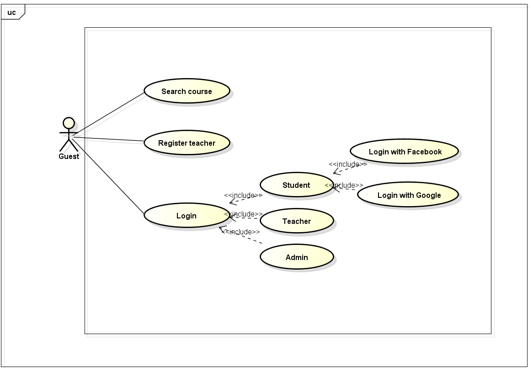 uc
Search course
Register teacher
Guest
Login with Facebook
<<include>>
Student
<<include>>
Login with Google
<<include>>
Login
<<include>>
Teacher
<<include>>
Admin